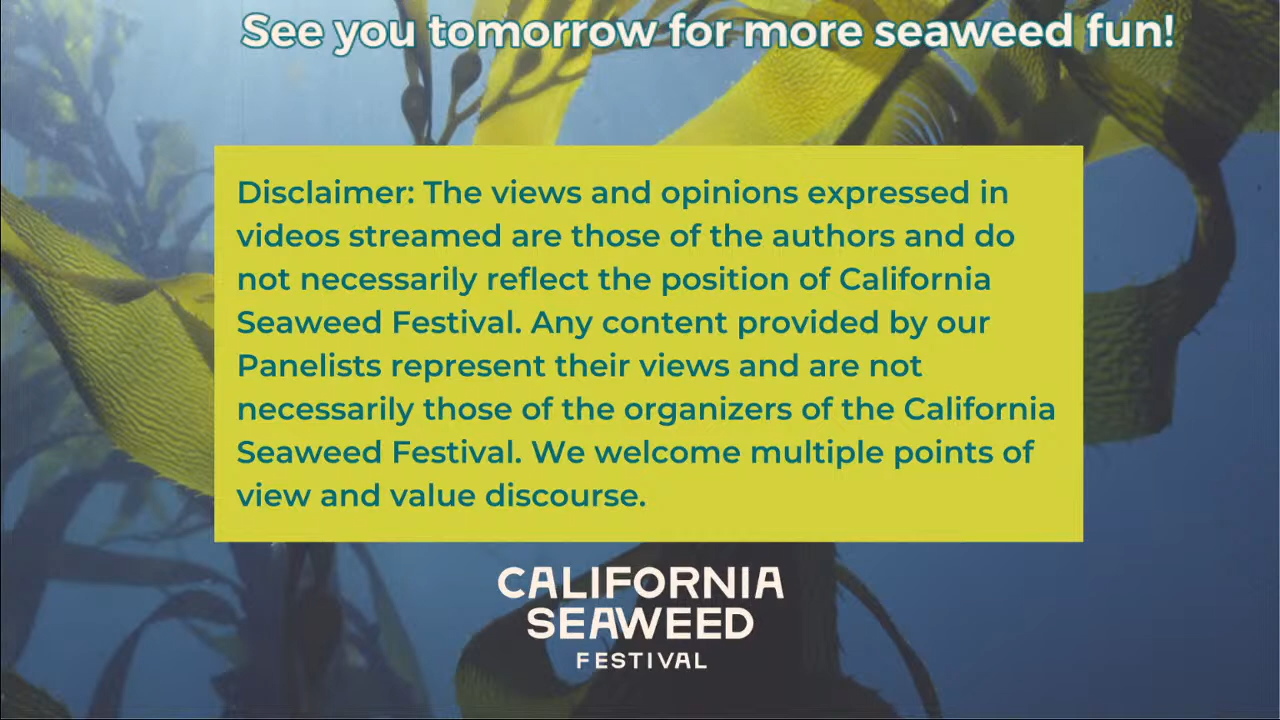 See you tomorrow for more seaweed fun!
Disclaimer: The views and opinions expressed in
videos streamed are those of the authors and do
not necessarily reflect the position of California
Seaweed Festival. Any content provided by our
Panelists represent their views and are not
necessarily those of the organizers of the California
Seaweed Festival. We welcome multiple points of
view and value discourse.
CALIFORNIA
SEAWEED
FESTIVAL